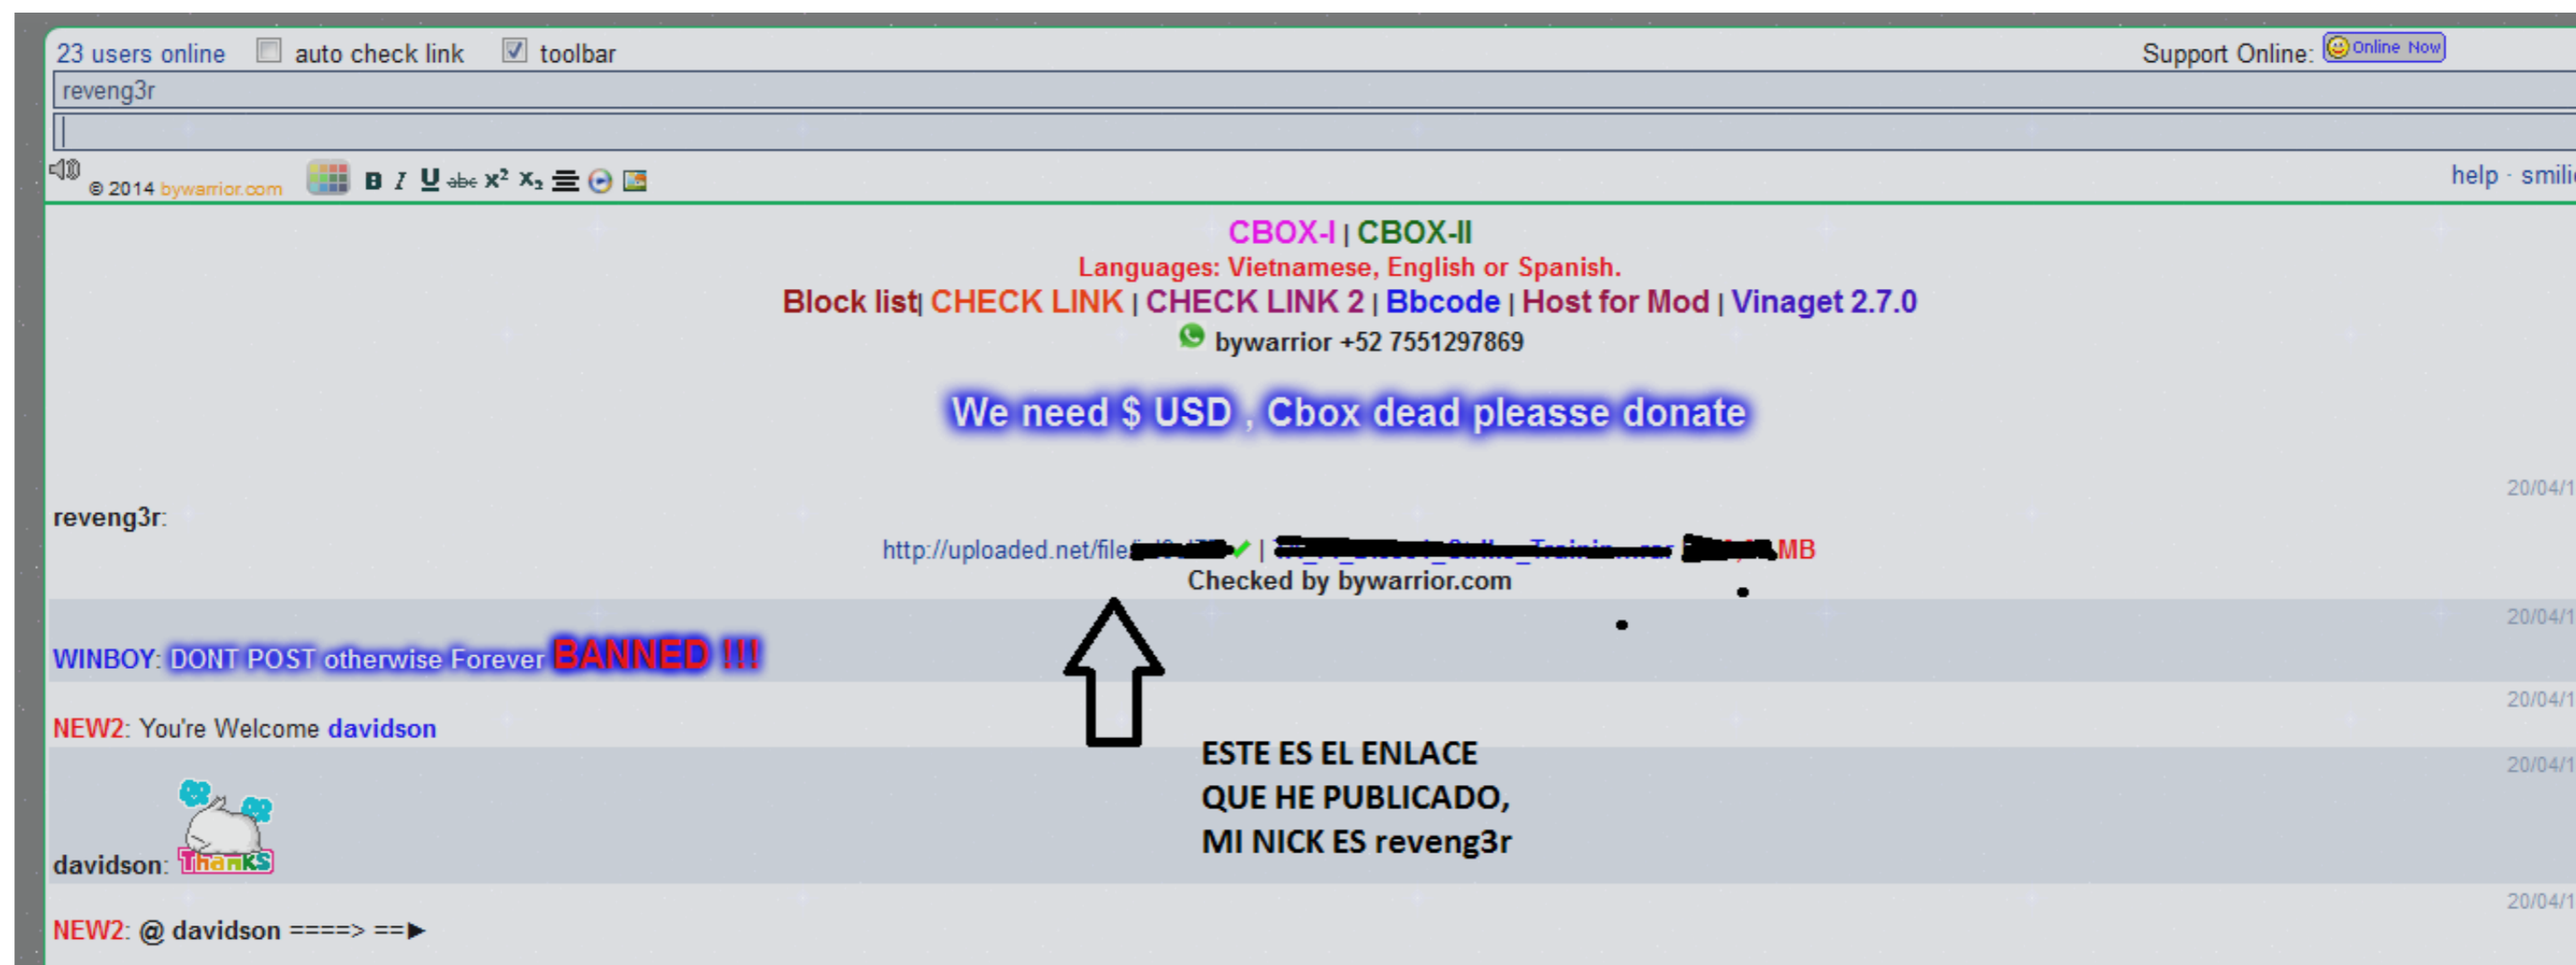 23 users online auto check link toolbar Support Online: Online Now
reveng3r
© 2014 bywarrior.com B I U abc x² x₂ help · smili
CBOX-I | CBOX-II
Languages: Vietnamese, English or Spanish.
Block list| CHECK LINK | CHECK LINK 2 | Bbcode | Host for Mod | Vinaget 2.7.0
bywarrior +52 7551297869
We need $ USD , Cbox dead pleasse donate
20/04/1
reveng3r:
http://uploaded.net/file/ | MB
Checked by bywarrior.com
20/04/1
WINBOY: DONT POST otherwise Forever BANNED !!!
20/04/1
NEW2: You're Welcome davidson
ESTE ES EL ENLACE
20/04/1
QUE HE PUBLICADO,
MI NICK ES reveng3r
davidson: Thanks
20/04/1
NEW2: @ davidson ====> ==►